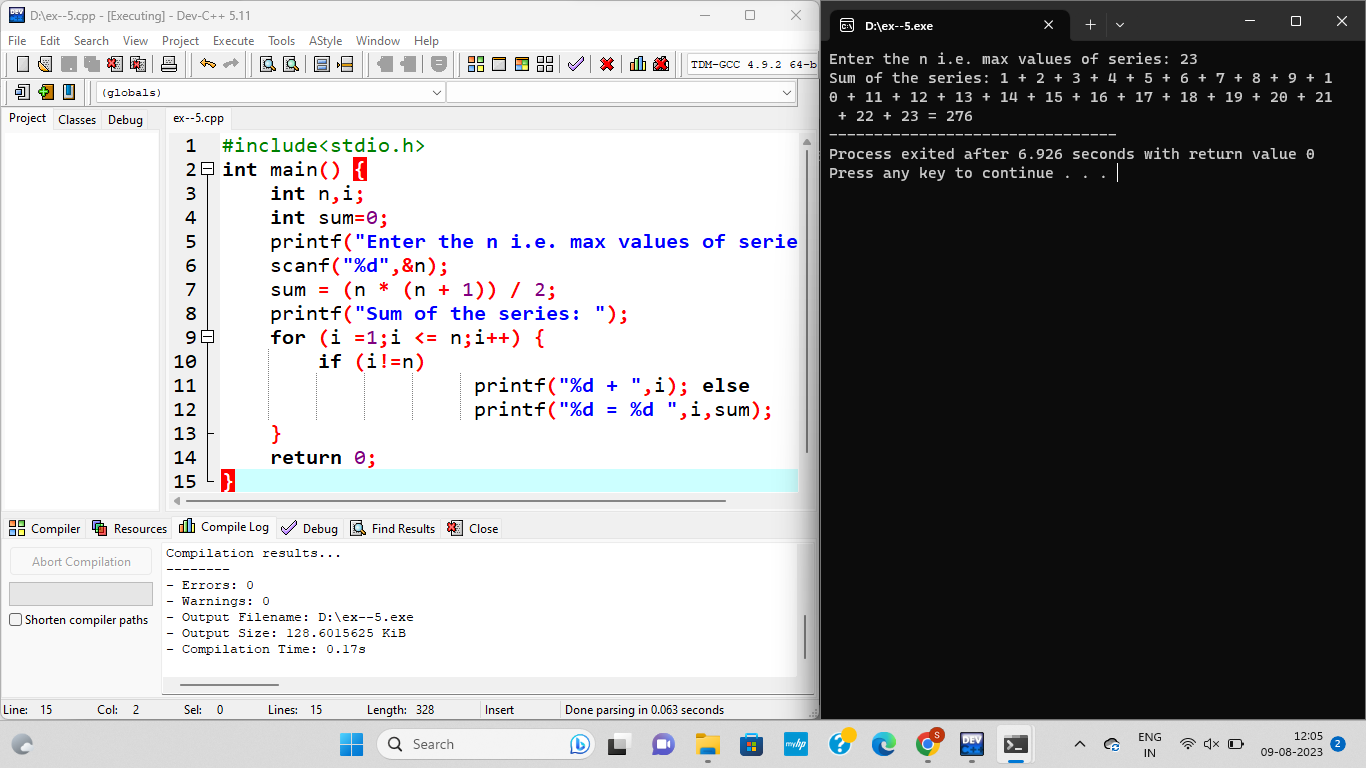 D:\ex--5.cpp - [Executing] - Dev-C++ 5.11
File Edit Search View Project Execute Tools AStyle Window Help
TDM-GCC 4.9.2 64-b
(globals)
Project Classes Debug
ex--5.cpp
1 #include<stdio.h>
2 int main() {
3 int n,i;
4 int sum=0;
5 printf("Enter the n i.e. max values of serie
6 scanf("%d",&n);
7 sum = (n * (n + 1)) / 2;
8 printf("Sum of the series: ");
9 for (i =1;i <= n;i++) {
10 if (i!=n)
11 printf("%d + ",i); else
12 printf("%d = %d ",i,sum);
13 }
14 return 0;
15 }
Compiler Resources Compile Log Debug Find Results Close
Abort Compilation
Shorten compiler paths
Compilation results...
--------
- Errors: 0
- Warnings: 0
- Output Filename: D:\ex--5.exe
- Output Size: 128.6015625 KiB
- Compilation Time: 0.17s
Line: 15 Col: 2 Sel: 0 Lines: 15 Length: 328 Insert Done parsing in 0.063 seconds
D:\ex--5.exe
Enter the n i.e. max values of series: 23
Sum of the series: 1 + 2 + 3 + 4 + 5 + 6 + 7 + 8 + 9 + 1
0 + 11 + 12 + 13 + 14 + 15 + 16 + 17 + 18 + 19 + 20 + 21
+ 22 + 23 = 276
--------------------------------
Process exited after 6.926 seconds with return value 0
Press any key to continue . . .
Search
DEV
myhp
S
DEV
ENG
IN
12:05
09-08-2023
2